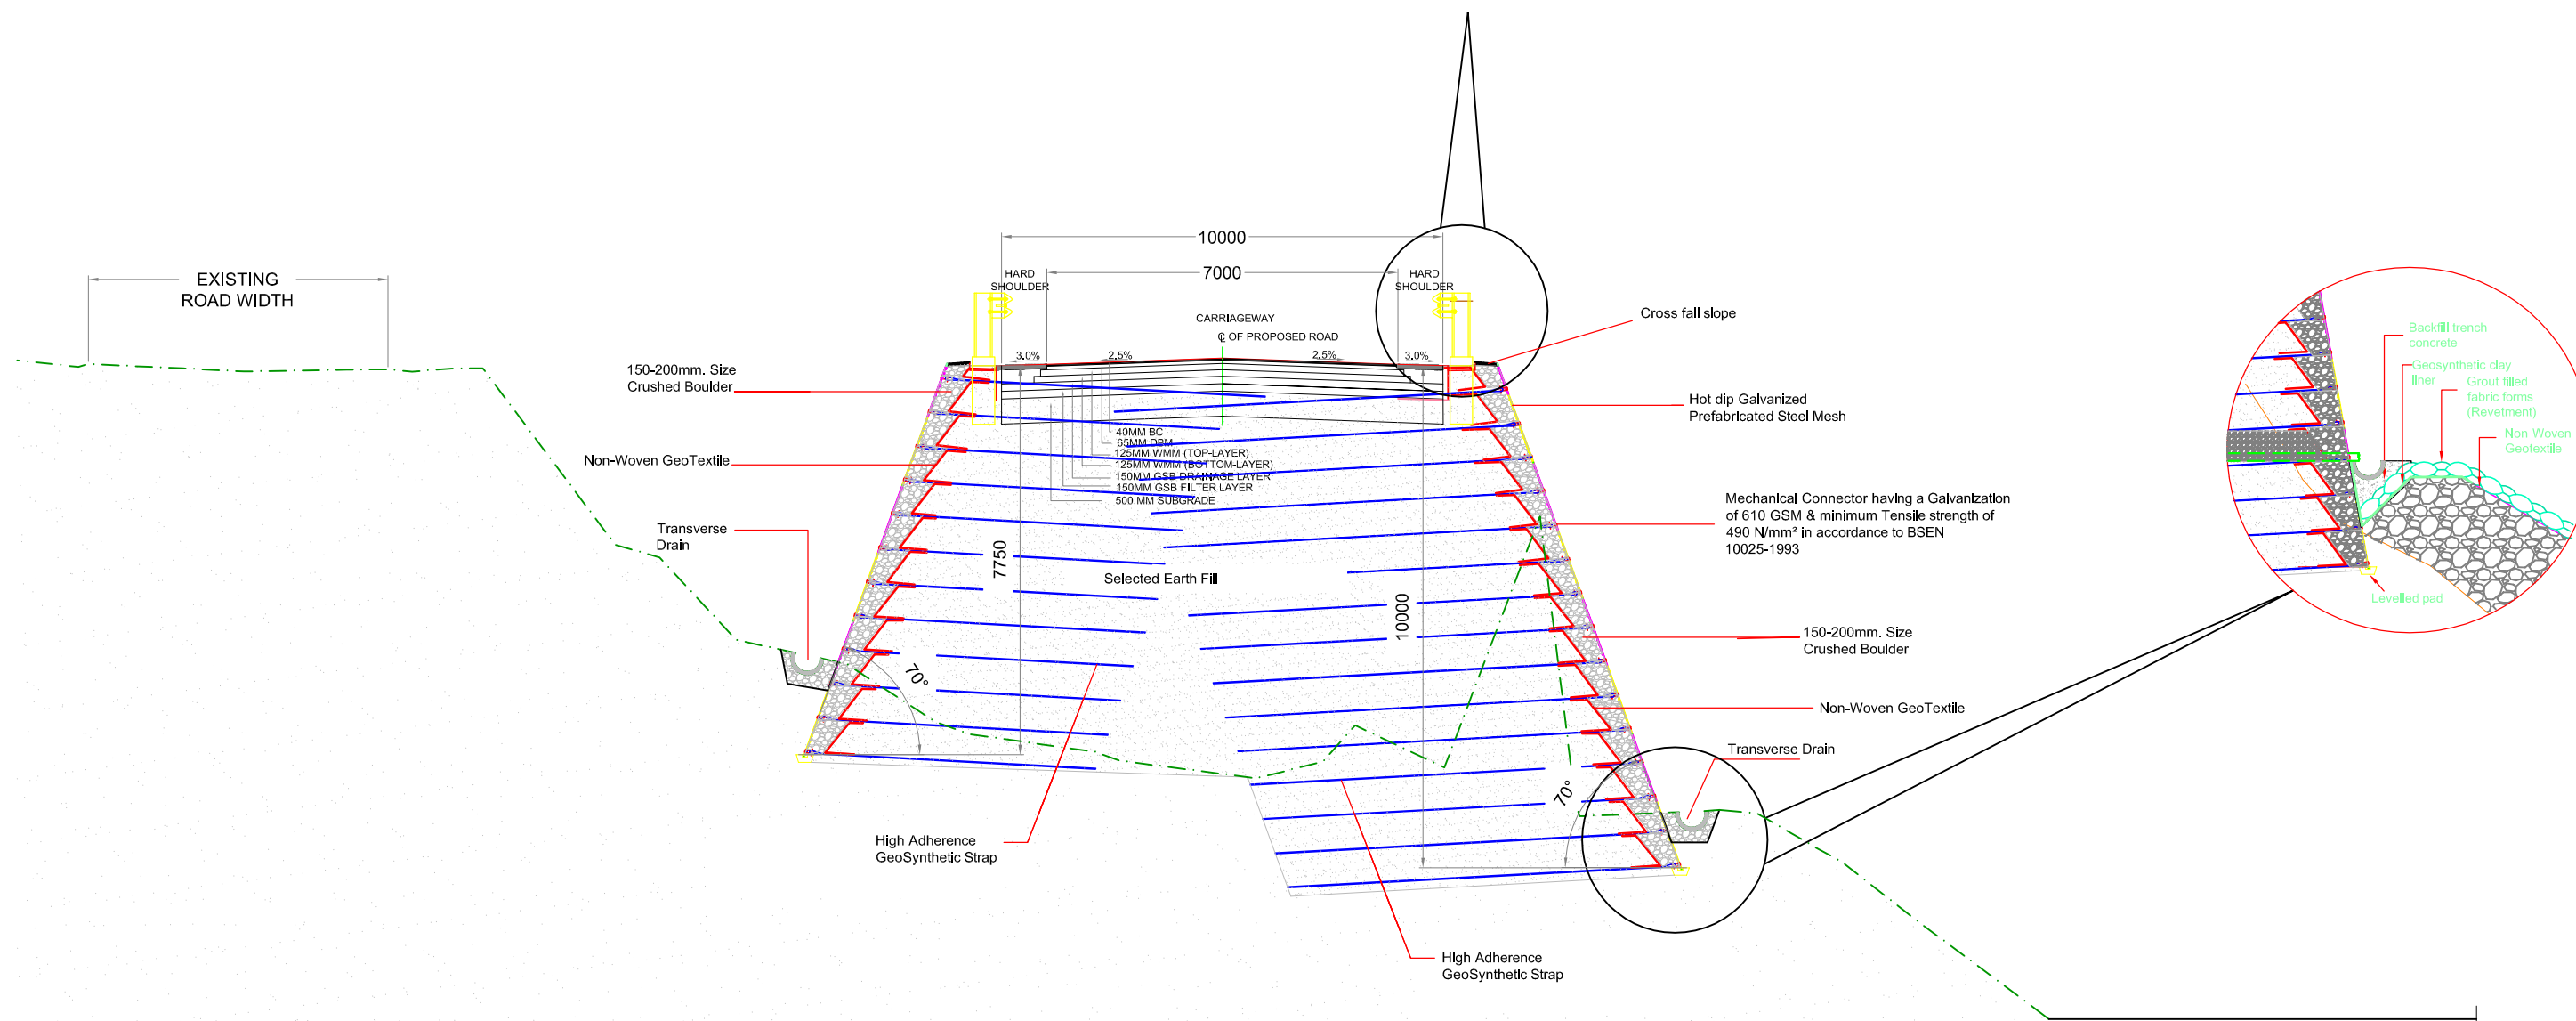 10000
7000
HARD
SHOULDER
HARD
SHOULDER
EXISTING
ROAD WIDTH
CARRIAGEWAY
℄ OF PROPOSED ROAD
3.0%
2.5%
2.5%
3.0%
Cross fall slope
150-200mm. Size
Crushed Boulder
Hot dip Galvanized
Prefabricated Steel Mesh
40MM BC
65MM DBM
125MM WMM (TOP-LAYER)
125MM WMM (BOTTOM-LAYER)
150MM GSB DRAINAGE LAYER
150MM GSB FILTER LAYER
500 MM SUBGRADE
Non-Woven GeoTextile
Transverse
Drain
Mechanical Connector having a Galvanization
of 610 GSM & minimum Tensile strength of
490 N/mm² in accordance to BSEN
10025-1993
7750
Selected Earth Fill
10000
150-200mm. Size
Crushed Boulder
70°
Non-Woven GeoTextile
Transverse Drain
70°
High Adherence
GeoSynthetic Strap
High Adherence
GeoSynthetic Strap
Backfill trench
concrete
Geosynthetic clay
liner
Grout filled
fabric forms
(Revetment)
Non-Woven
Geotextile
Levelled pad